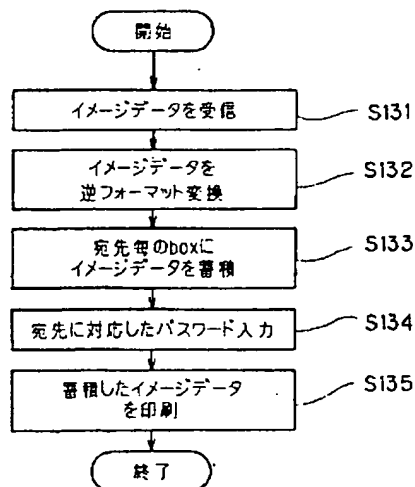 開始
イメージデータを受信
S131
イメージデータを
逆フォーマット変換
S132
宛先毎のboxに
イメージデータを蓄積
S133
宛先に対応したパスワード入力
S134
蓄積したイメージデータ
を印刷
S135
終了